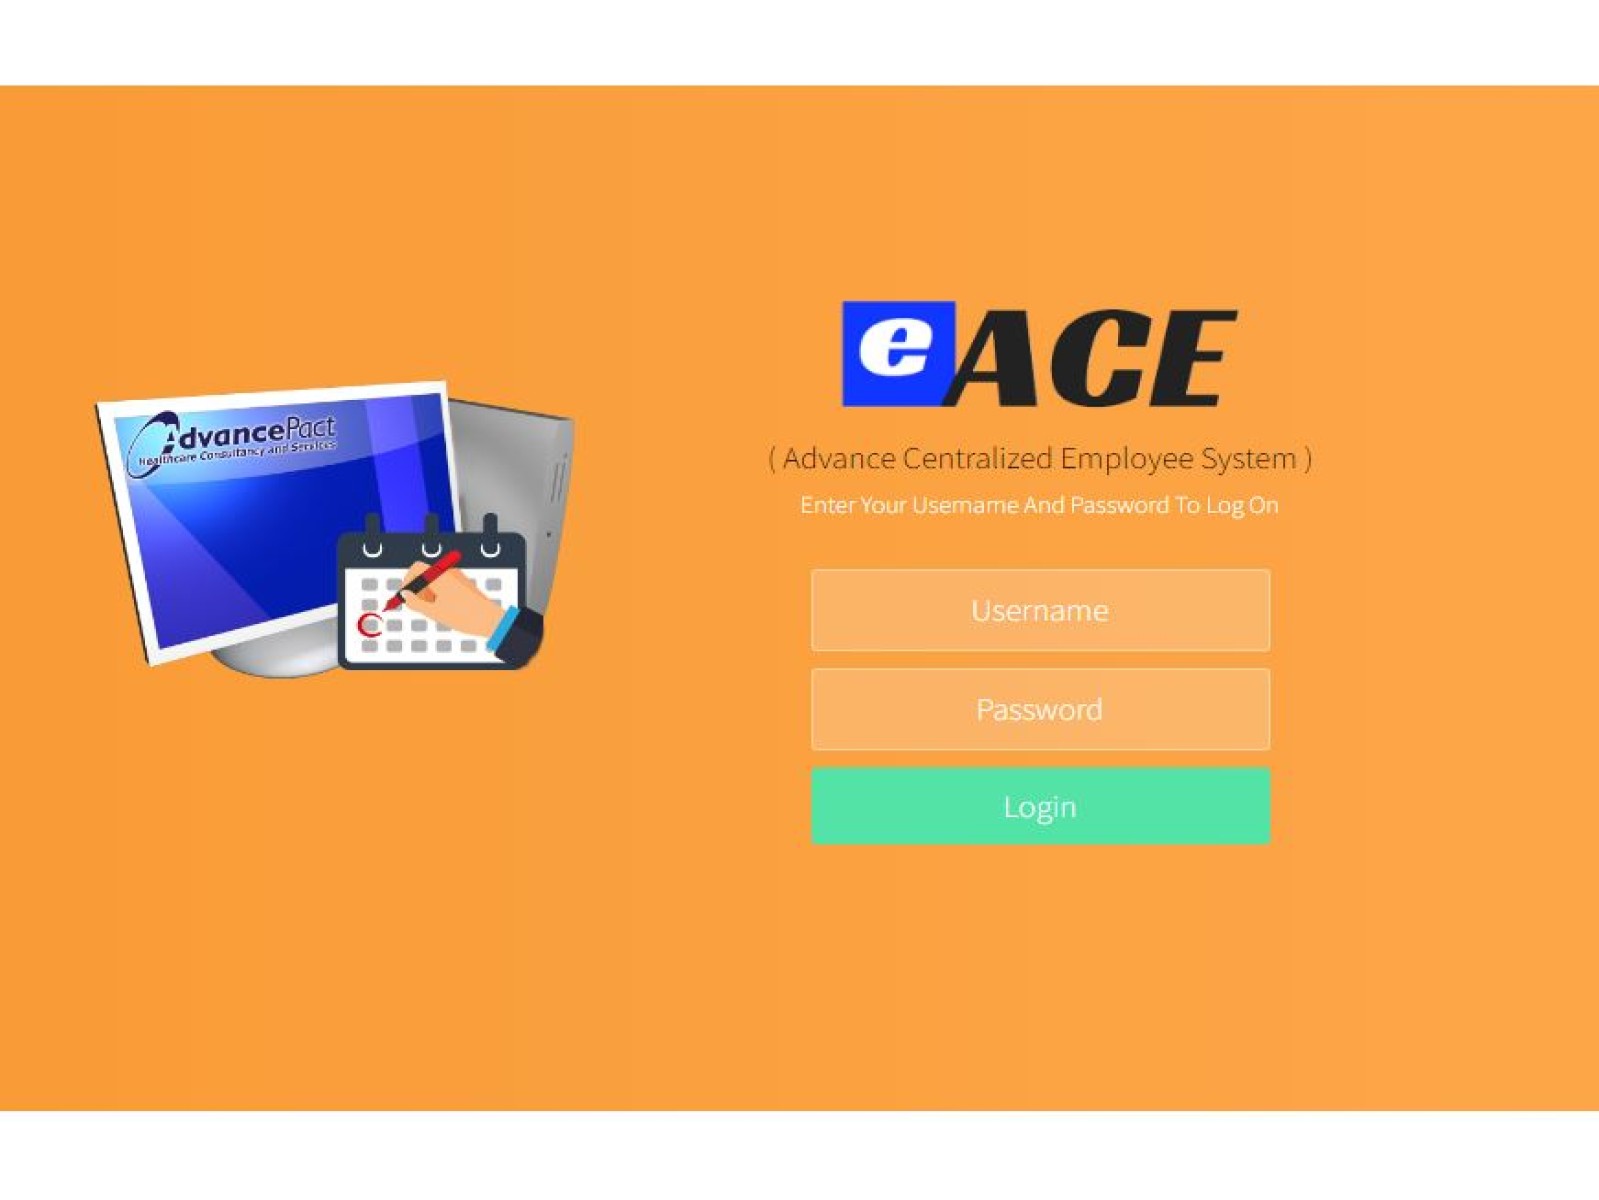 AdvancePact
Healthcare Consultancy and Services
eACE
( Advance Centralized Employee System )
Enter Your Username And Password To Log On
Username
Password
Login